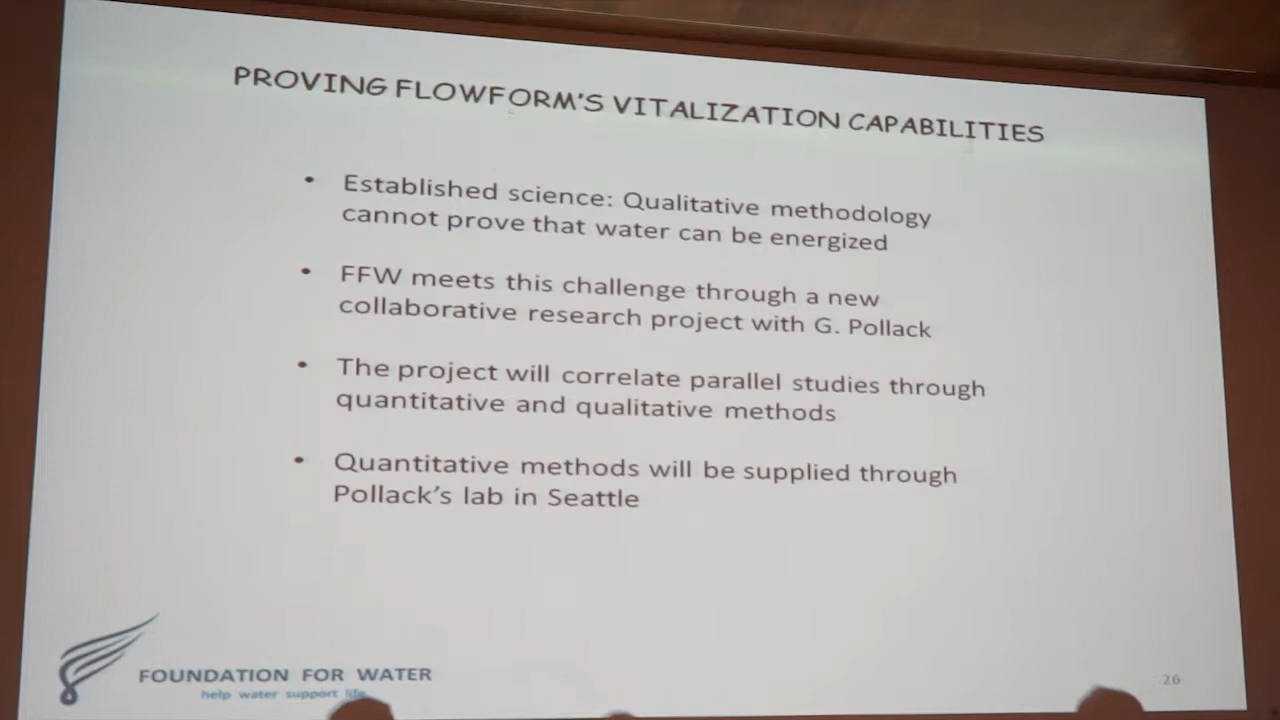 PROVING FLOWFORM'S VITALIZATION CAPABILITIES
• Established science: Qualitative methodology
cannot prove that water can be energized
• FFW meets this challenge through a new
collaborative research project with G. Pollack
• The project will correlate parallel studies through
quantitative and qualitative methods
• Quantitative methods will be supplied through
Pollack's lab in Seattle
FOUNDATION FOR WATER
help water support life
26